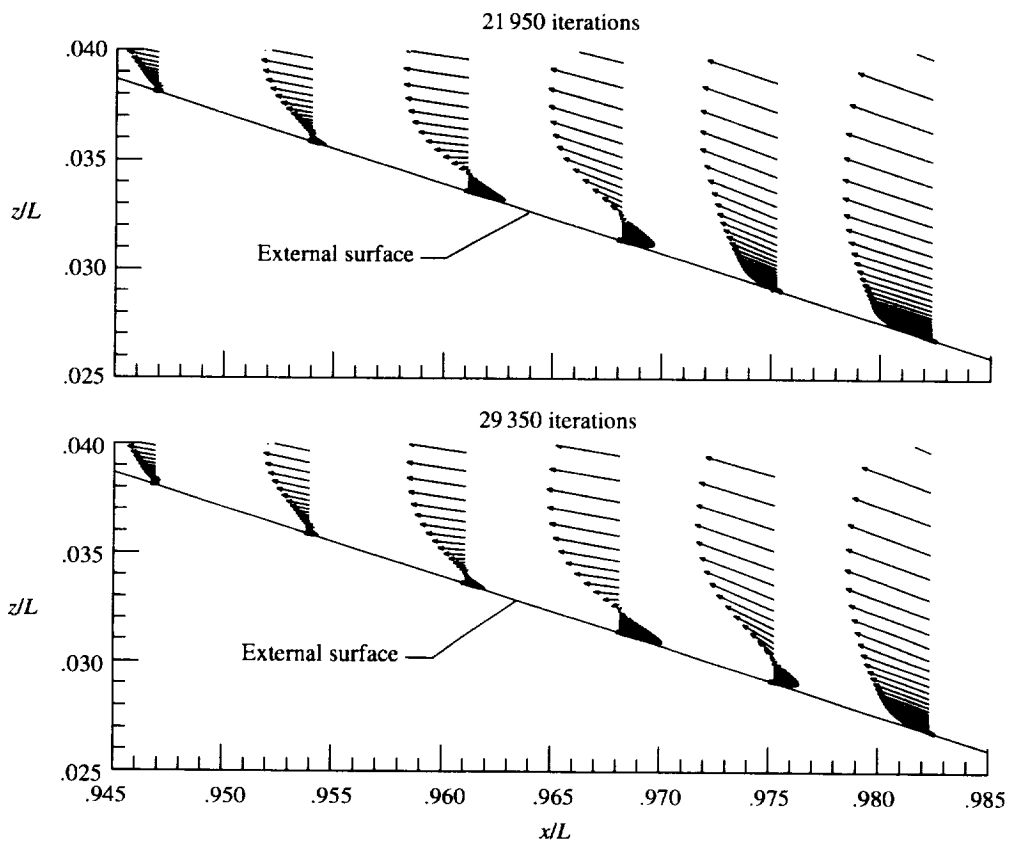 21 950 iterations
.040
.035
z/L
.030
.025
External surface
29 350 iterations
.040
.035
z/L
.030
.025
External surface
.945 .950 .955 .960 .965 .970 .975 .980 .985
x/L